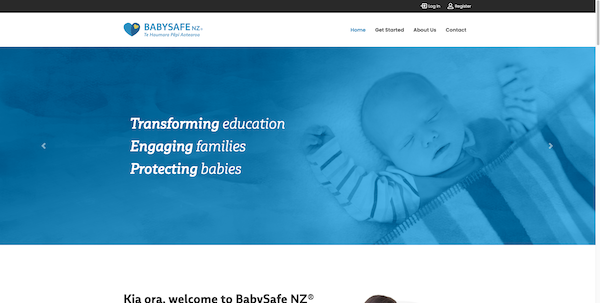 Log In Register
BABYSAFE NZ®
Te Haumaru Pēpi Aotearoa
Home Get Started About Us Contact
Transforming education
Engaging families
Protecting babies
Kia ora, welcome to BabySafe NZ®